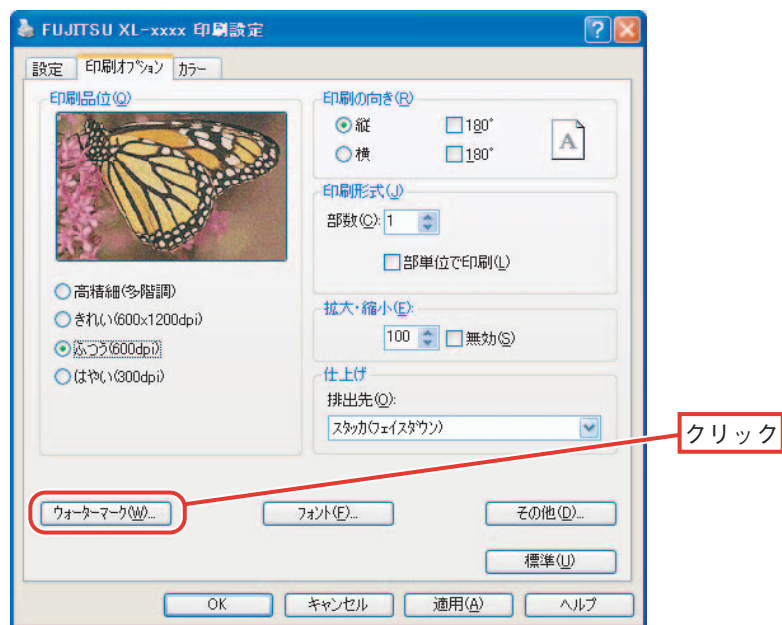 FUJITSU XL-xxxx 印刷設定
設定 印刷オプション カラー
印刷品位(Q)
高精細(多階調)
きれい(600x1200dpi)
ふつう(600dpi)
はやい(300dpi)
印刷の向き(R)
縦 180°
横 180°
A
印刷形式(J)
部数(C): 1
部単位で印刷(L)
拡大・縮小(E):
100 無効(S)
仕上げ
排出先(O):
スタッカ(フェイスダウン)
クリック
ウォーターマーク(W)... フォント(F)... その他(D)...
標準(U)
OK キャンセル 適用(A) ヘルプ